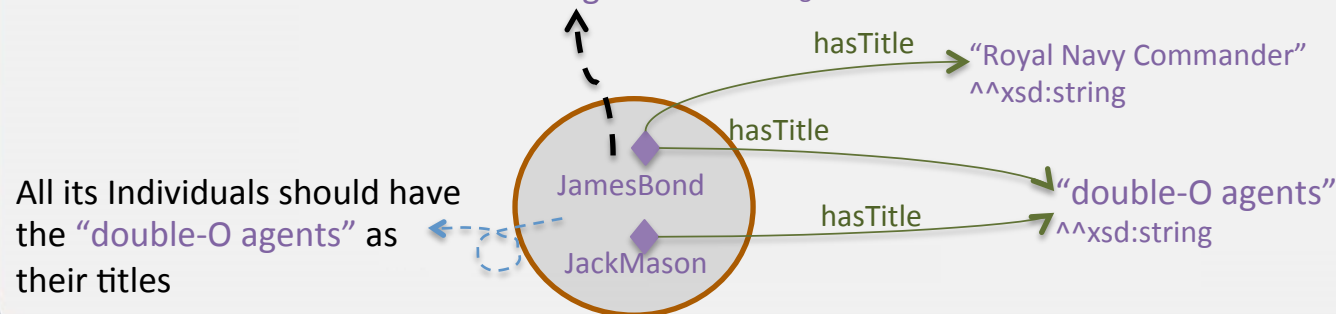 hasTitle
“Royal Navy Commander”
^^xsd:string
hasTitle
JamesBond
All its Individuals should have
the “double-O agents” as
their titles
“double-O agents”
^^xsd:string
hasTitle
JackMason